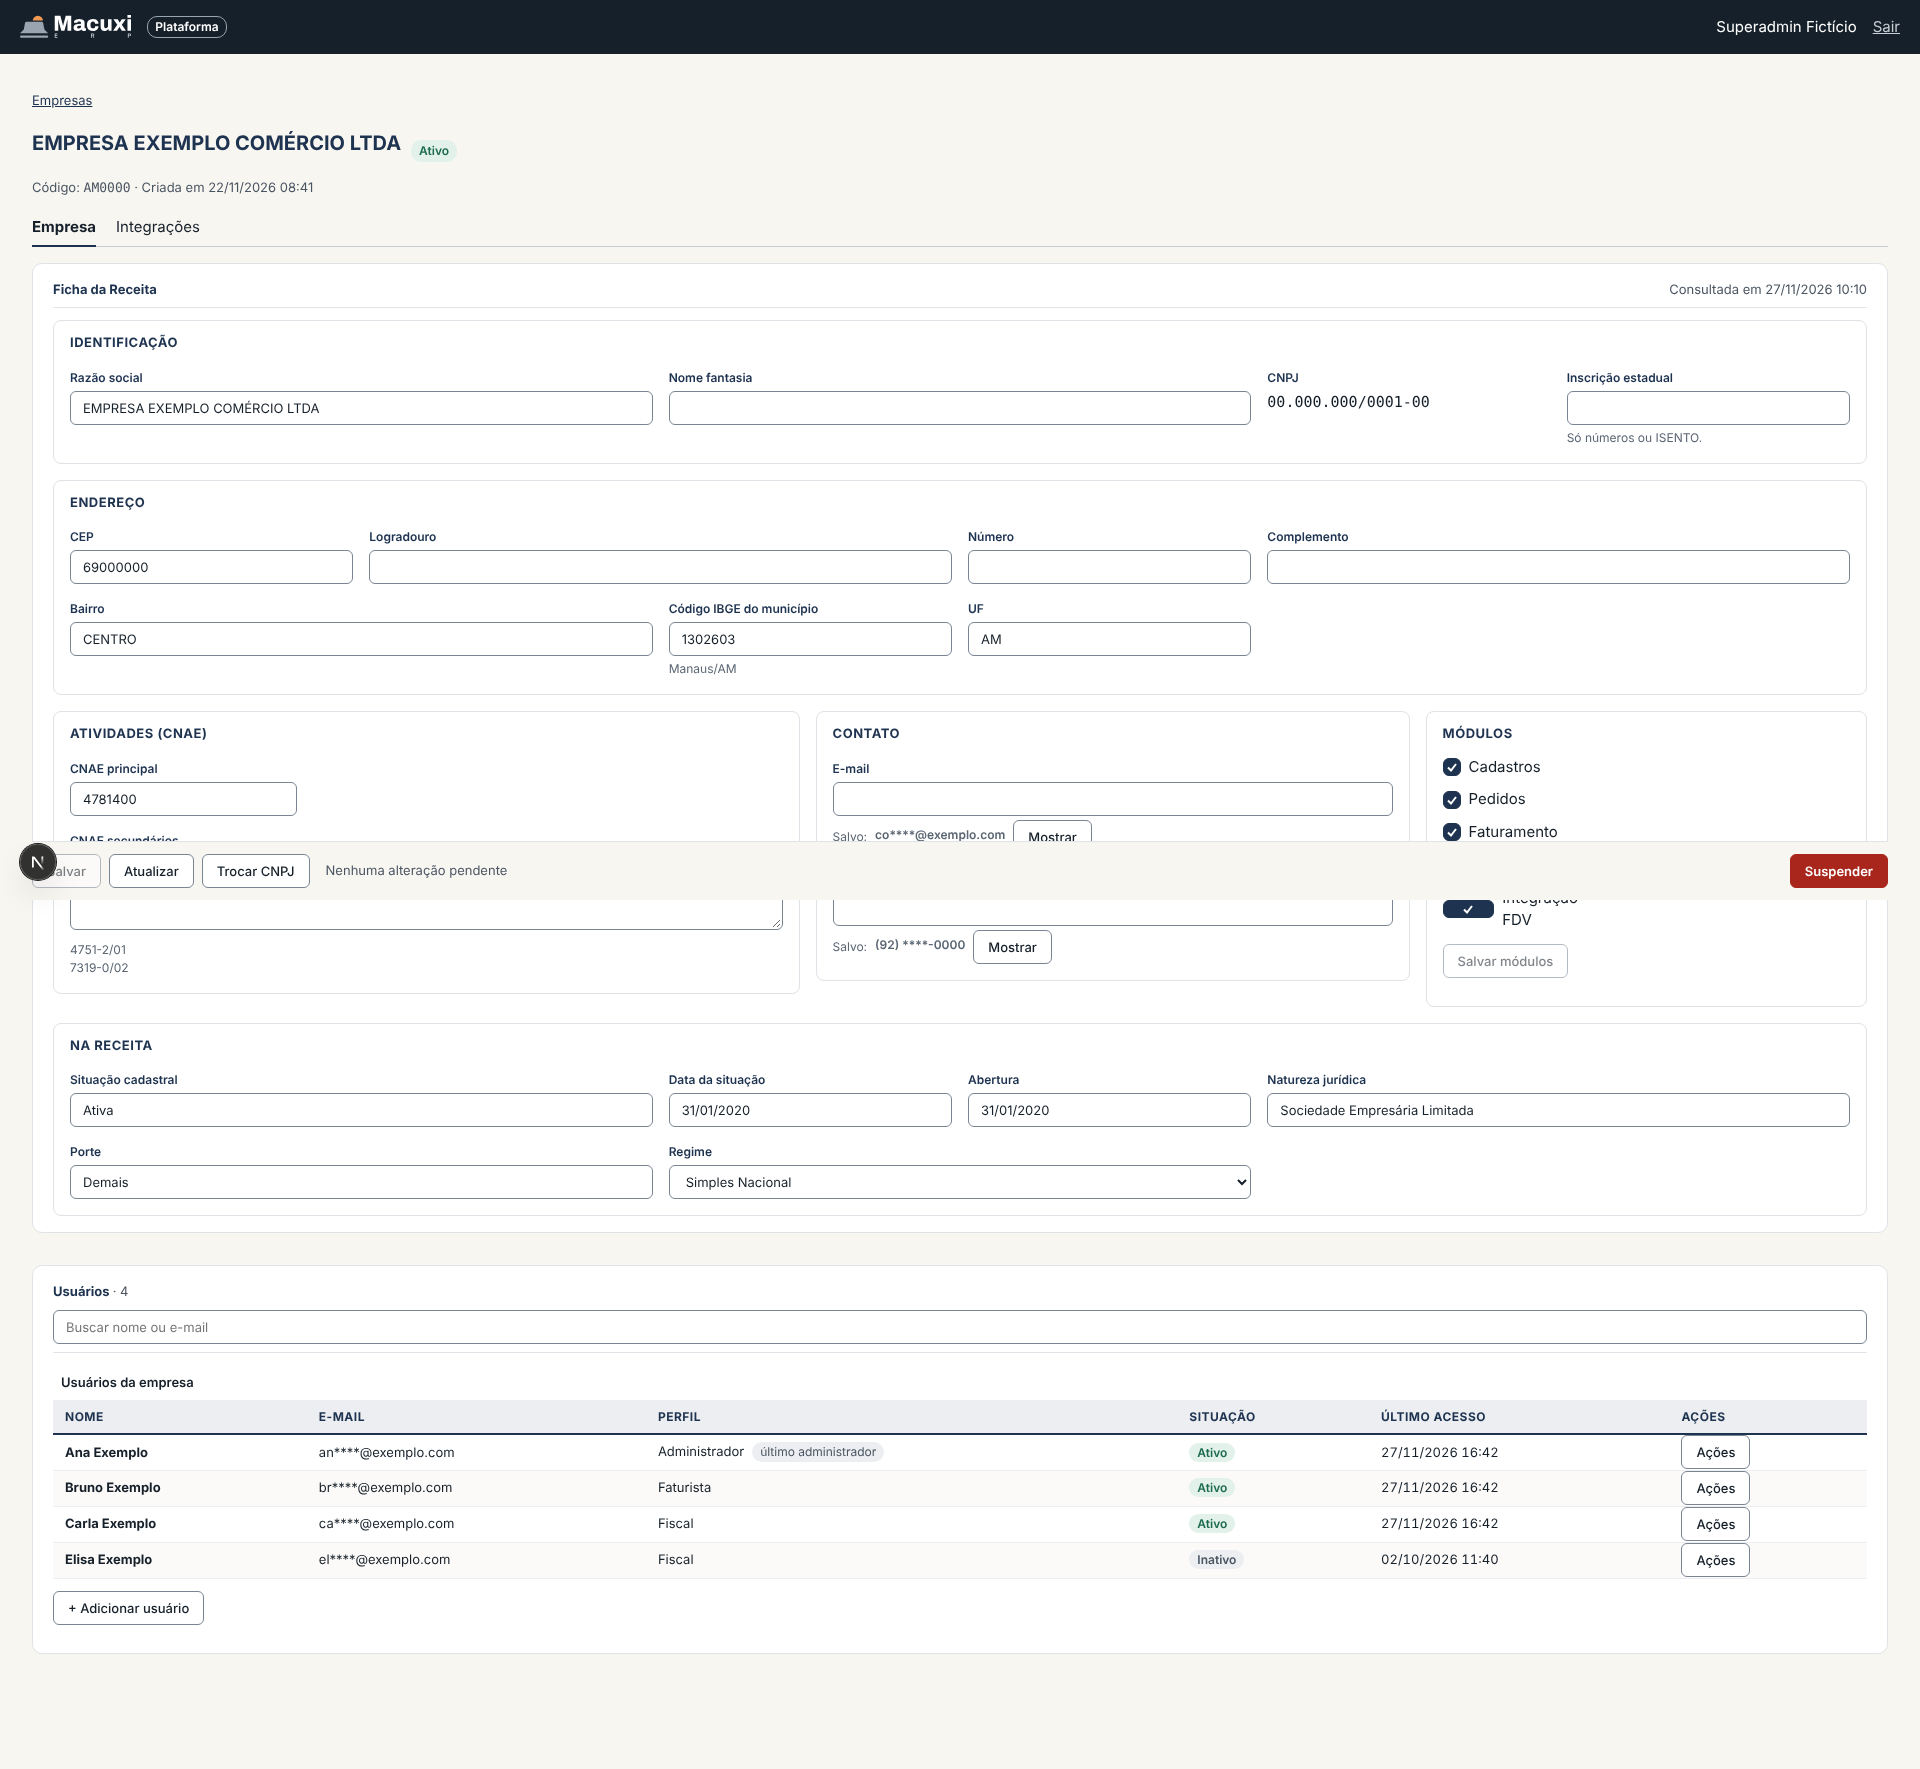 Macuxi
E R P
Plataforma
Superadmin Fictício Sair
Empresas
EMPRESA EXEMPLO COMÉRCIO LTDA Ativo
Código: AM0000 · Criada em 22/11/2026 08:41
Empresa Integrações
Ficha da Receita Consultada em 27/11/2026 10:10
IDENTIFICAÇÃO
Razão social Nome fantasia CNPJ Inscrição estadual
EMPRESA EXEMPLO COMÉRCIO LTDA 00.000.000/0001-00
Só números ou ISENTO.
ENDEREÇO
CEP Logradouro Número Complemento
69000000
Bairro Código IBGE do município UF
CENTRO 1302603 AM
Manaus/AM
ATIVIDADES (CNAE) CONTATO MÓDULOS
CNAE principal E-mail Cadastros
4781400 Pedidos
CNAE secundários Salvo: co****@exemplo.com Mostrar Faturamento
N alvar Atualizar Trocar CNPJ Nenhuma alteração pendente Suspender
Integração
FDV
4751-2/01 Salvo: (92) ****-0000 Mostrar
7319-0/02 Salvar módulos
NA RECEITA
Situação cadastral Data da situação Abertura Natureza jurídica
Ativa 31/01/2020 31/01/2020 Sociedade Empresária Limitada
Porte Regime
Demais Simples Nacional
Usuários · 4
Buscar nome ou e-mail
Usuários da empresa
NOME E-MAIL PERFIL SITUAÇÃO ÚLTIMO ACESSO AÇÕES
Ana Exemplo an****@exemplo.com Administrador último administrador Ativo 27/11/2026 16:42 Ações
Bruno Exemplo br****@exemplo.com Faturista Ativo 27/11/2026 16:42 Ações
Carla Exemplo ca****@exemplo.com Fiscal Ativo 27/11/2026 16:42 Ações
Elisa Exemplo el****@exemplo.com Fiscal Inativo 02/10/2026 11:40 Ações
+ Adicionar usuário